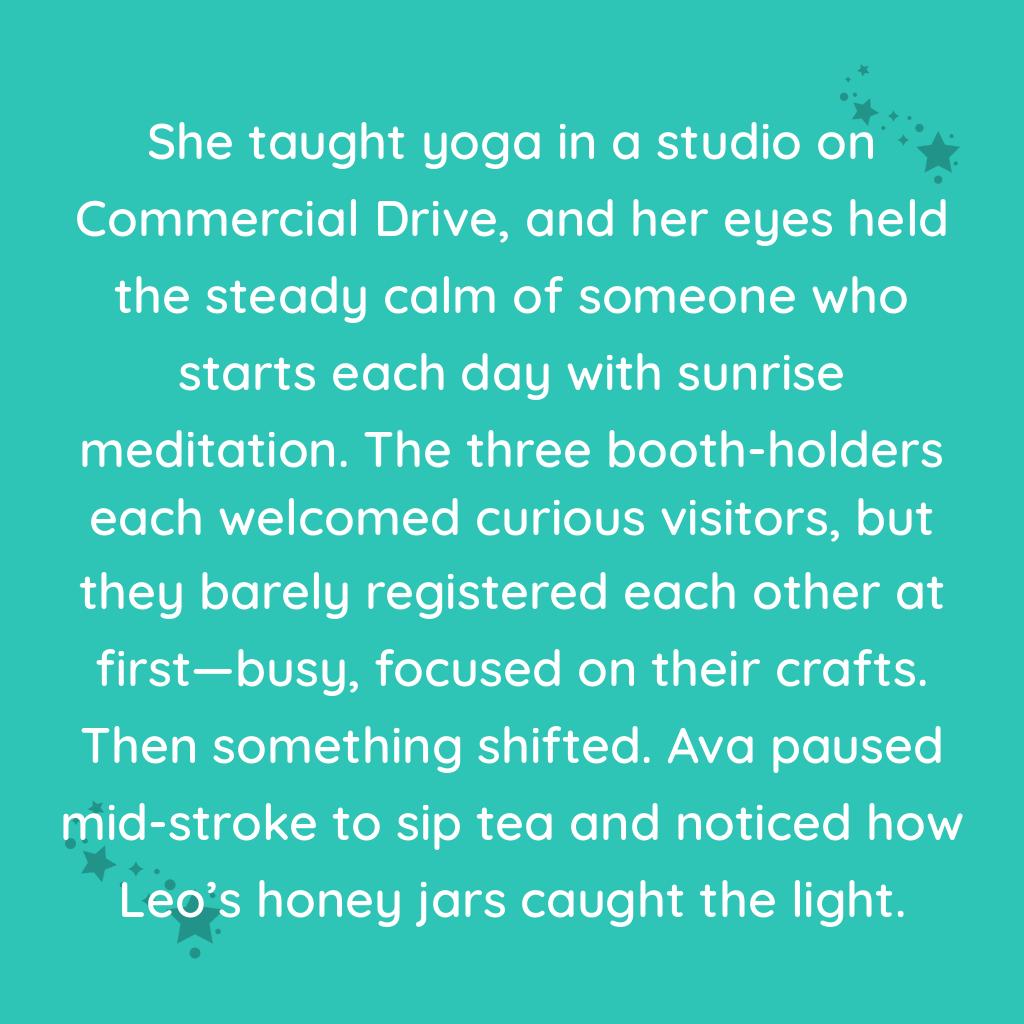 She taught yoga in a studio on
Commercial Drive, and her eyes held
the steady calm of someone who
starts each day with sunrise
meditation. The three booth-holders
each welcomed curious visitors, but
they barely registered each other at
first—busy, focused on their crafts.
Then something shifted. Ava paused
mid-stroke to sip tea and noticed how
Leo’s honey jars caught the light.